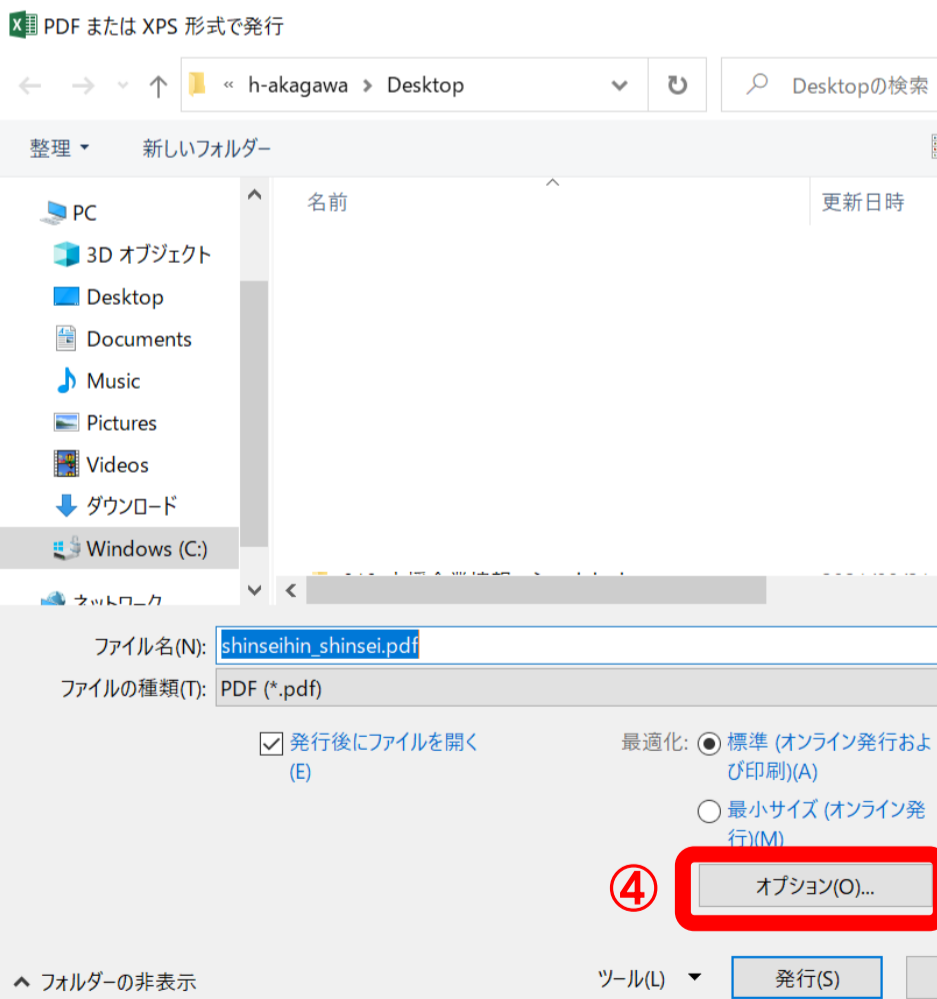 PDF または XPS 形式で発行
« h-akagawa > Desktop
Desktopの検索
整理
新しいフォルダー
名前
更新日時
PC
3D オブジェクト
Desktop
Documents
Music
Pictures
Videos
ダウンロード
Windows (C:)
ネットワーク
ファイル名(N): shinseihin_shinsei.pdf
ファイルの種類(T): PDF (*.pdf)
発行後にファイルを開く
(E)
最適化: 標準 (オンライン発行およ
び印刷)(A)
最小サイズ (オンライン発
行)(M)
④ オプション(O)...
フォルダーの非表示
ツール(L)
発行(S)